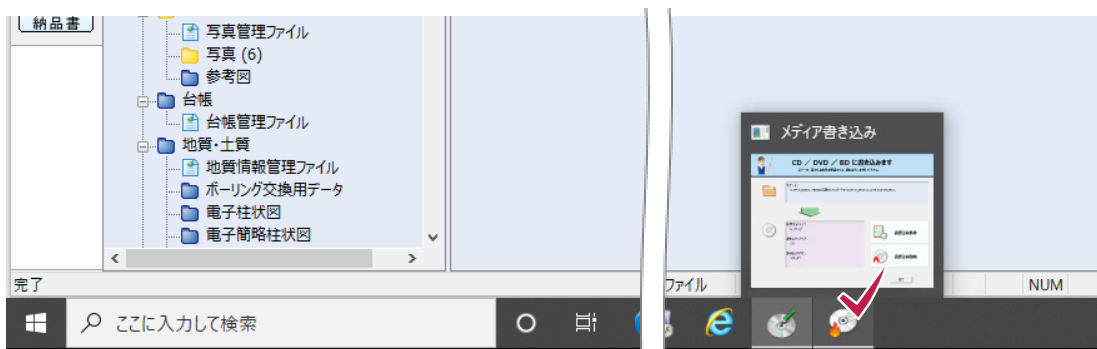 納品書
写真管理ファイル
写真 (6)
参考図
台帳
台帳管理ファイル
地質・土質
地質情報管理ファイル
ボーリング交換用データ
電子柱状図
電子簡略柱状図
メディア書き込み
CD ／ DVD ／ BD に書き込みます
完了
ファイル
NUM
ここに入力して検索